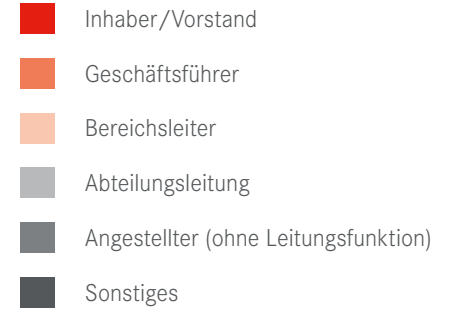 Inhaber/Vorstand
Geschäftsführer
Bereichsleiter
Abteilungsleitung
Angestellter (ohne Leitungsfunktion)
Sonstiges